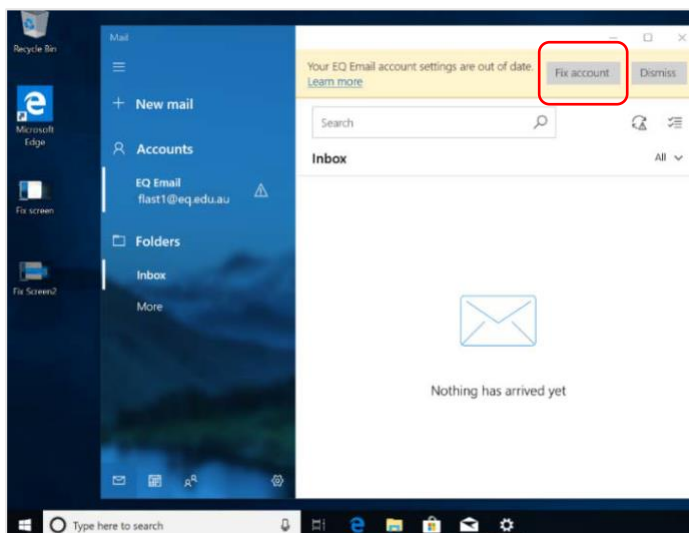 Recycle Bin
Microsoft
Edge
Fix screen
Fix Screen2
Mail
New mail
Accounts
EQ Email
flast1@eq.edu.au
Folders
Inbox
More
Your EQ Email account settings are out of date.
Learn more
Fix account
Dismiss
Search
Inbox
All
Nothing has arrived yet
Type here to search